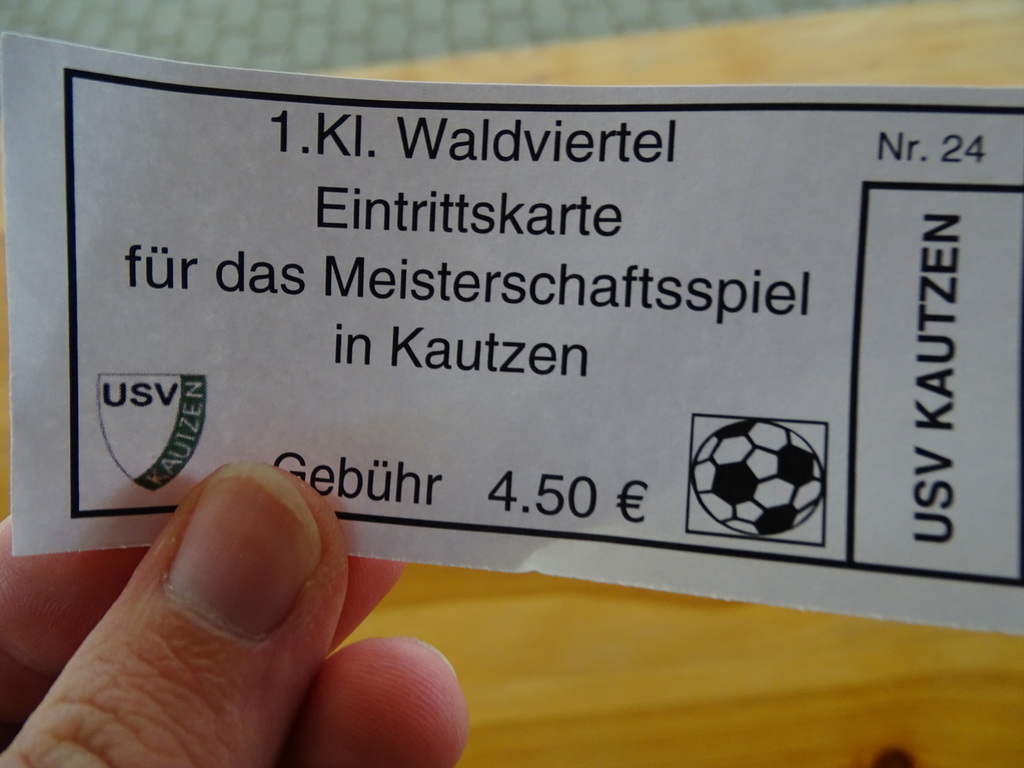 1.Kl. Waldviertel
Nr. 24
Eintrittskarte
für das Meisterschaftsspiel
in Kautzen
USV
KAUTZEN
Gebühr 4.50 €
USV KAUTZEN